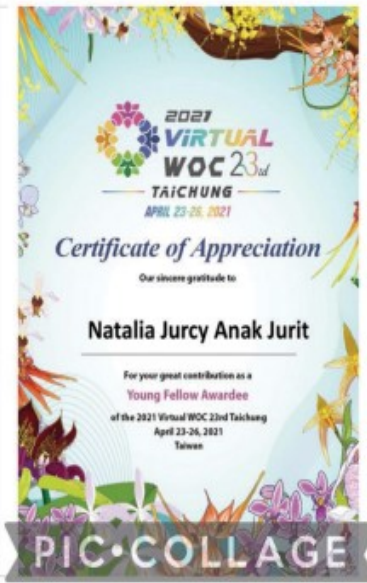 2021
ViRTUAL
WOC 23rd
TAiCHUNG
APRIL 23-26, 2021
Certificate of Appreciation
Our sincere gratitude to
Natalia Jurcy Anak Jurit
For your great contribution as a
Young Fellow Awardee
of the 2021 Virtual WOC 23rd Taichung
April 23-26, 2021
Taiwan
PIC•COLLAGE